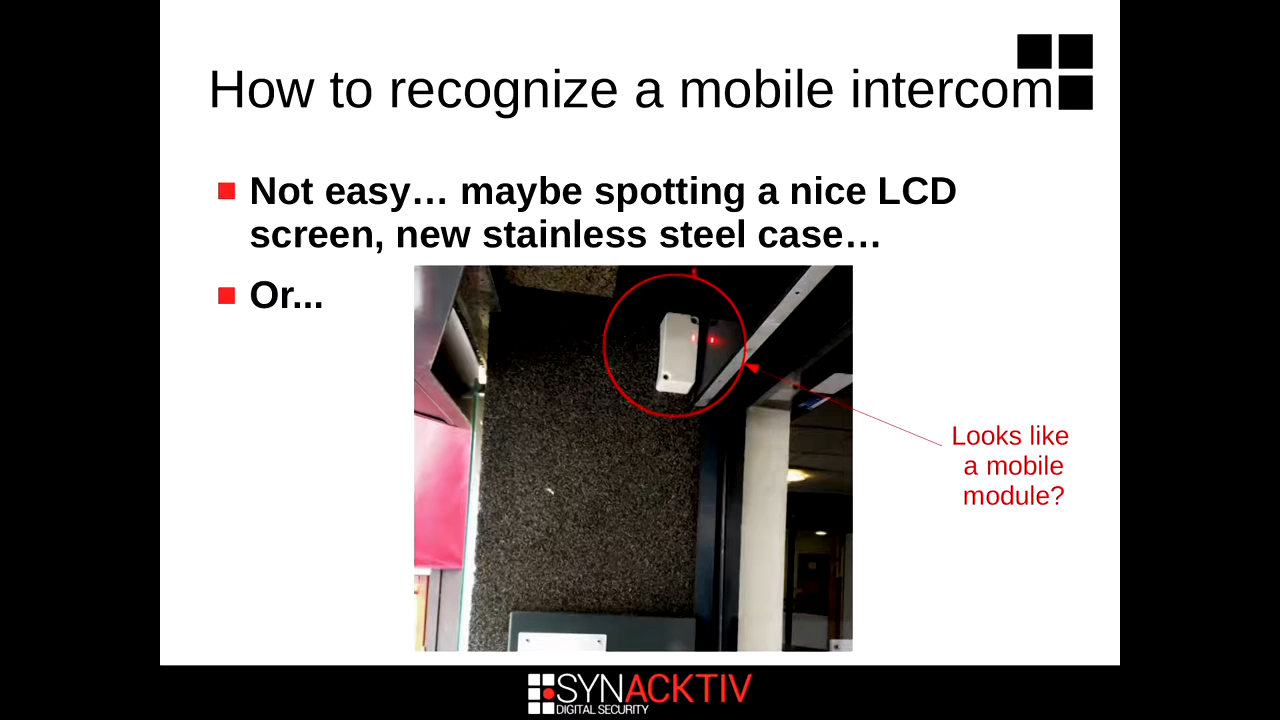 How to recognize a mobile intercom
Not easy… maybe spotting a nice LCD
screen, new stainless steel case…
Or...
Looks like
a mobile
module?
SYNACKTIV
DIGITAL SECURITY